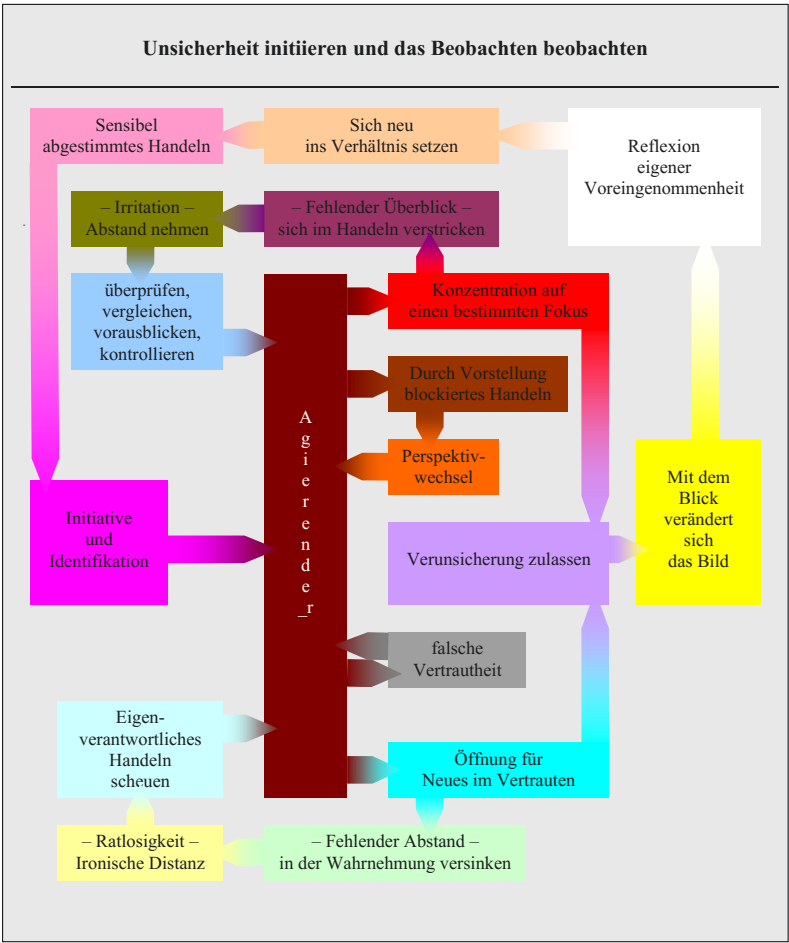 Unsicherheit initiieren und das Beobachten beobachten
Sensibel
abgestimmtes Handeln
Sich neu
ins Verhältnis setzen
Reflexion
eigener
Voreingenommenheit
– Irritation –
Abstand nehmen
– Fehlender Überblick –
sich im Handeln verstricken
überprüfen,
vergleichen,
vorausblicken,
kontrollieren
Konzentration auf
einen bestimmten Fokus
Durch Vorstellung
blockiertes Handeln
Perspektiv-
wechsel
A
g
i
e
r
e
n
d
e
_r
Initiative
und
Identifikation
Verunsicherung zulassen
Mit dem
Blick
verändert
sich
das Bild
falsche
Vertrautheit
Eigen-
verantwortliches
Handeln
scheuen
Öffnung für
Neues im Vertrauten
– Ratlosigkeit –
Ironische Distanz
– Fehlender Abstand –
in der Wahrnehmung versinken